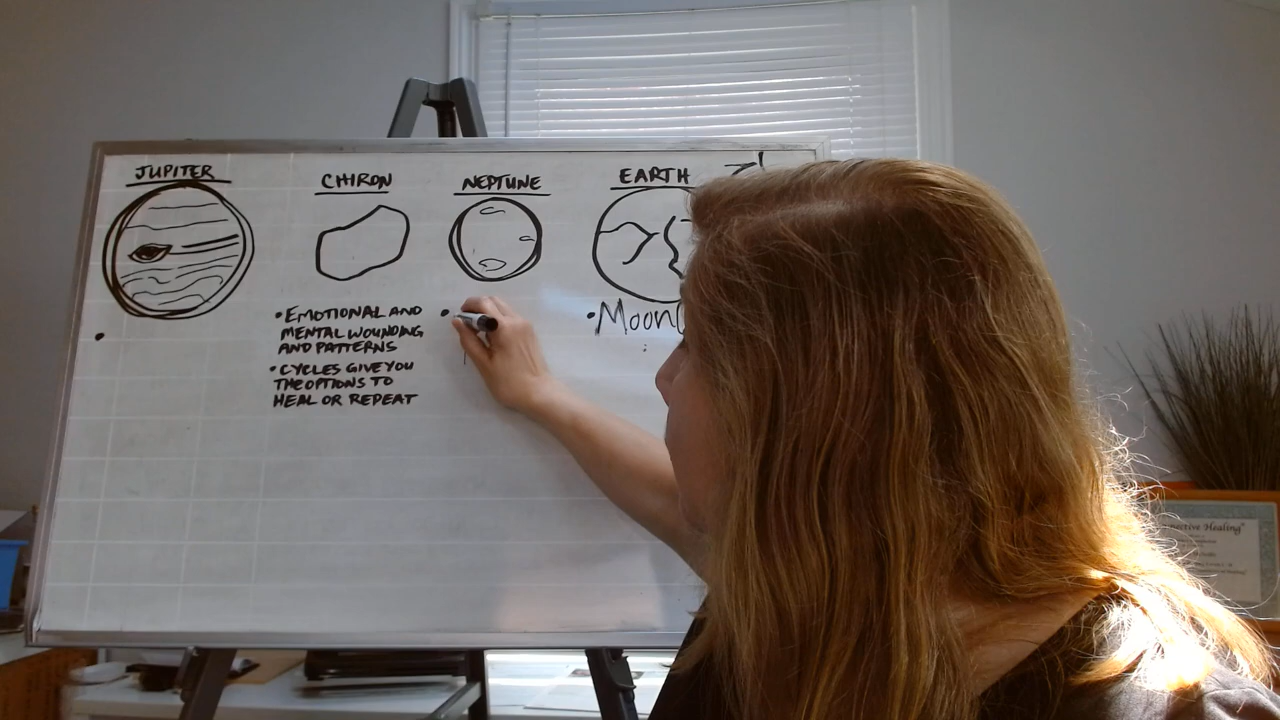 JUPITER
CHIRON
NEPTUNE
EARTH
• EMOTIONAL AND
MENTAL WOUNDING
AND PATTERNS
• CYCLES GIVE YOU
THE OPTIONS TO
HEAL OR REPEAT
• Moon
Healing"